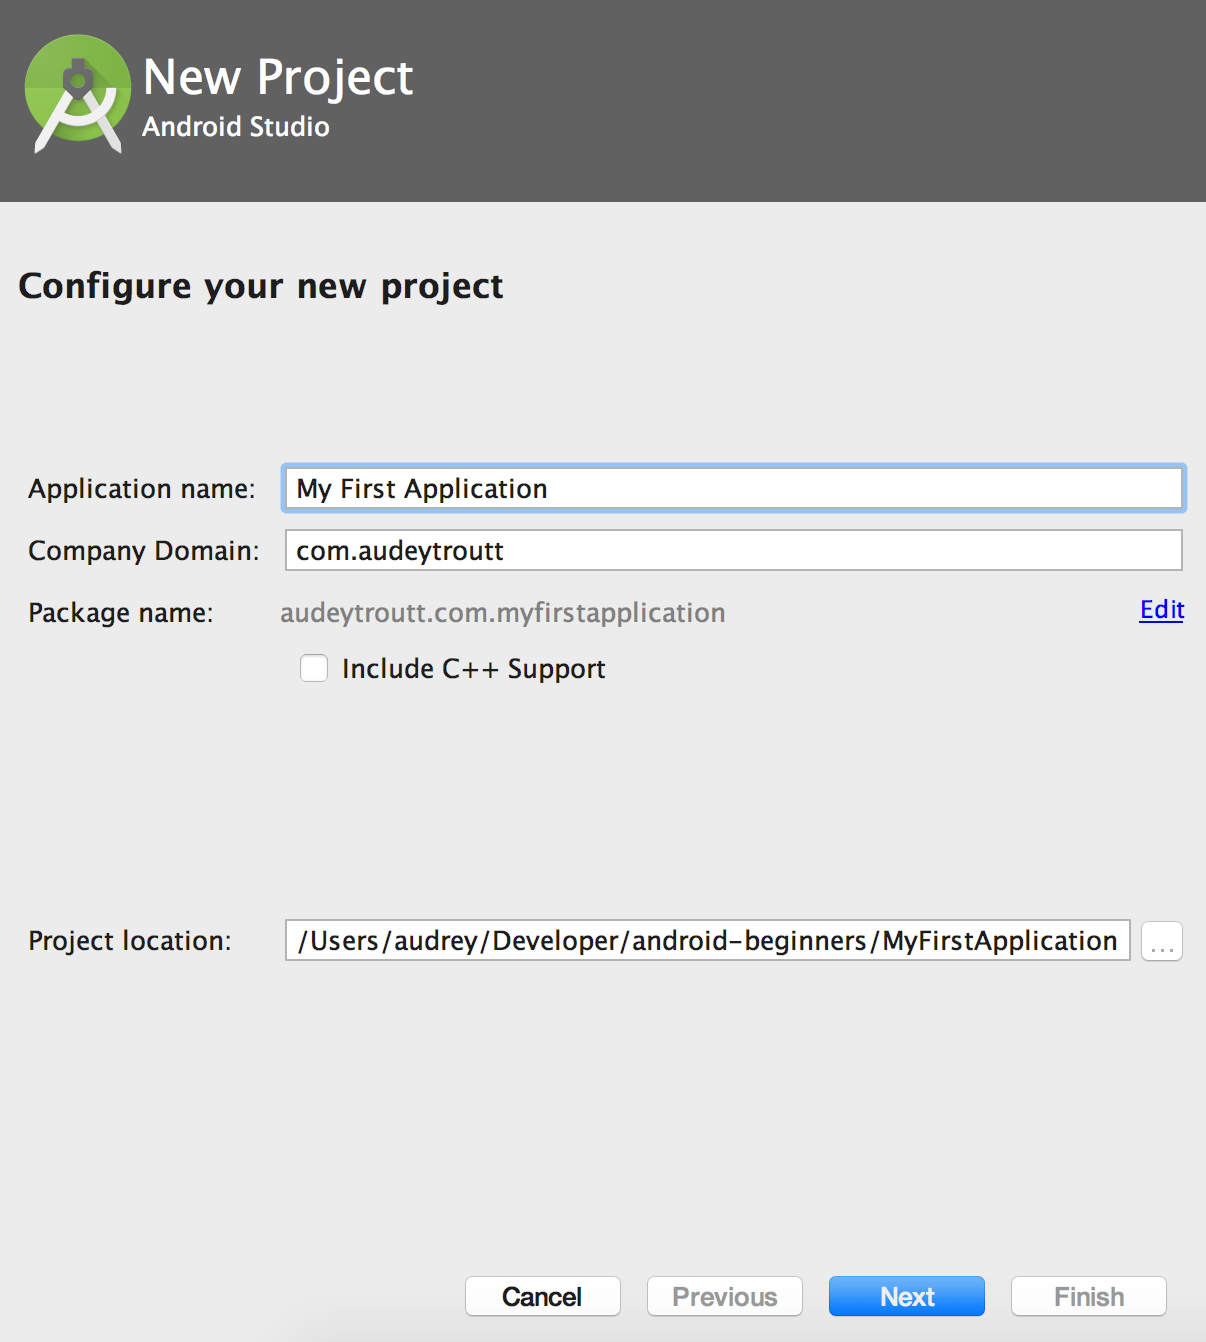 New Project
Android Studio
Configure your new project
Application name: My First Application
Company Domain: com.audeytroutt
Package name: audeytroutt.com.myfirstapplication Edit
Include C++ Support
Project location: /Users/audrey/Developer/android-beginners/MyFirstApplication ...
Cancel Previous Next Finish